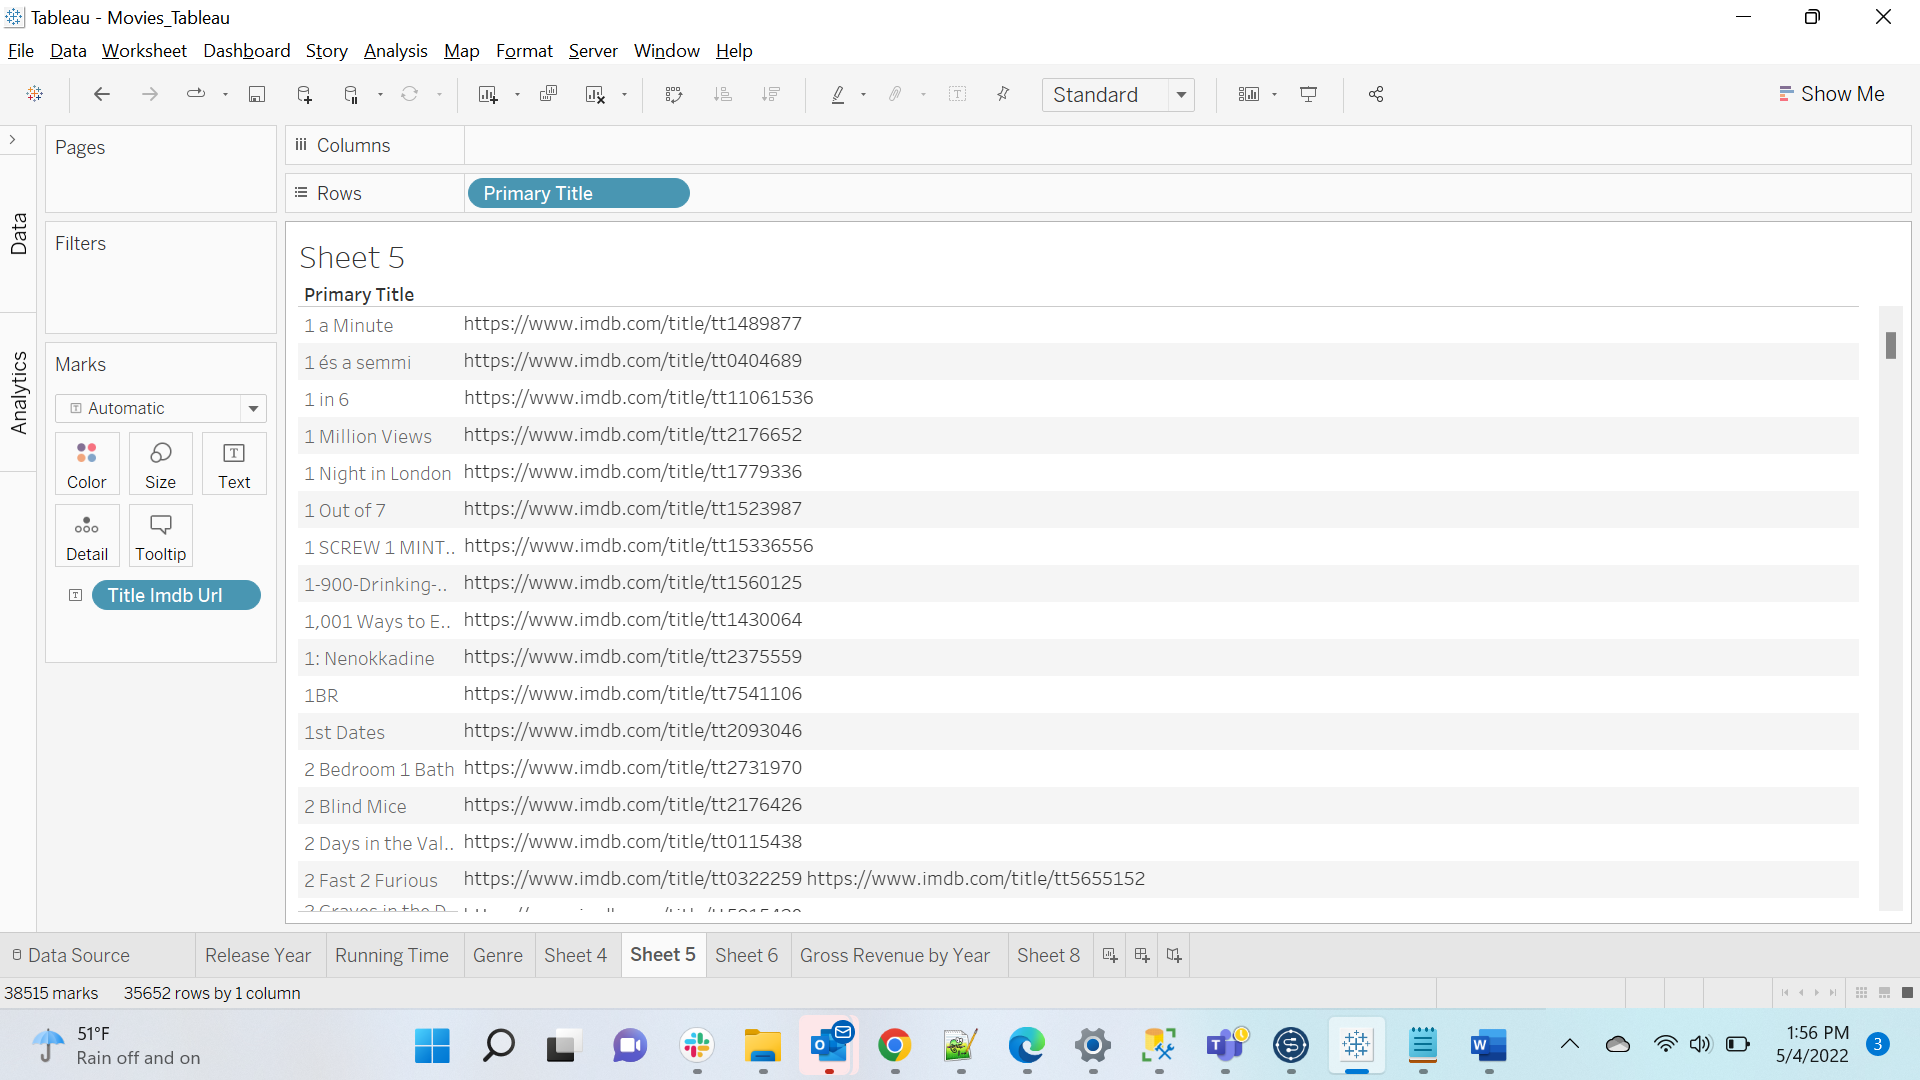 Tableau - Movies_Tableau
File Data Worksheet Dashboard Story Analysis Map Format Server Window Help
Standard
Show Me
Pages
Columns
Rows
Primary Title
Data
Filters
Analytics
Marks
Automatic
Color Size Text
Detail Tooltip
Title Imdb Url
Sheet 5
Primary Title
1 a Minute https://www.imdb.com/title/tt1489877
1 és a semmi https://www.imdb.com/title/tt0404689
1 in 6 https://www.imdb.com/title/tt11061536
1 Million Views https://www.imdb.com/title/tt2176652
1 Night in London https://www.imdb.com/title/tt1779336
1 Out of 7 https://www.imdb.com/title/tt1523987
1 SCREW 1 MINT.. https://www.imdb.com/title/tt15336556
1-900-Drinking-.. https://www.imdb.com/title/tt1560125
1,001 Ways to E.. https://www.imdb.com/title/tt1430064
1: Nenokkadine https://www.imdb.com/title/tt2375559
1BR https://www.imdb.com/title/tt7541106
1st Dates https://www.imdb.com/title/tt2093046
2 Bedroom 1 Bath https://www.imdb.com/title/tt2731970
2 Blind Mice https://www.imdb.com/title/tt2176426
2 Days in the Val.. https://www.imdb.com/title/tt0115438
2 Fast 2 Furious https://www.imdb.com/title/tt0322259 https://www.imdb.com/title/tt5655152
Data Source Release Year Running Time Genre Sheet 4 Sheet 5 Sheet 6 Gross Revenue by Year Sheet 8
38515 marks 35652 rows by 1 column
51°F
Rain off and on
1:56 PM
5/4/2022
3